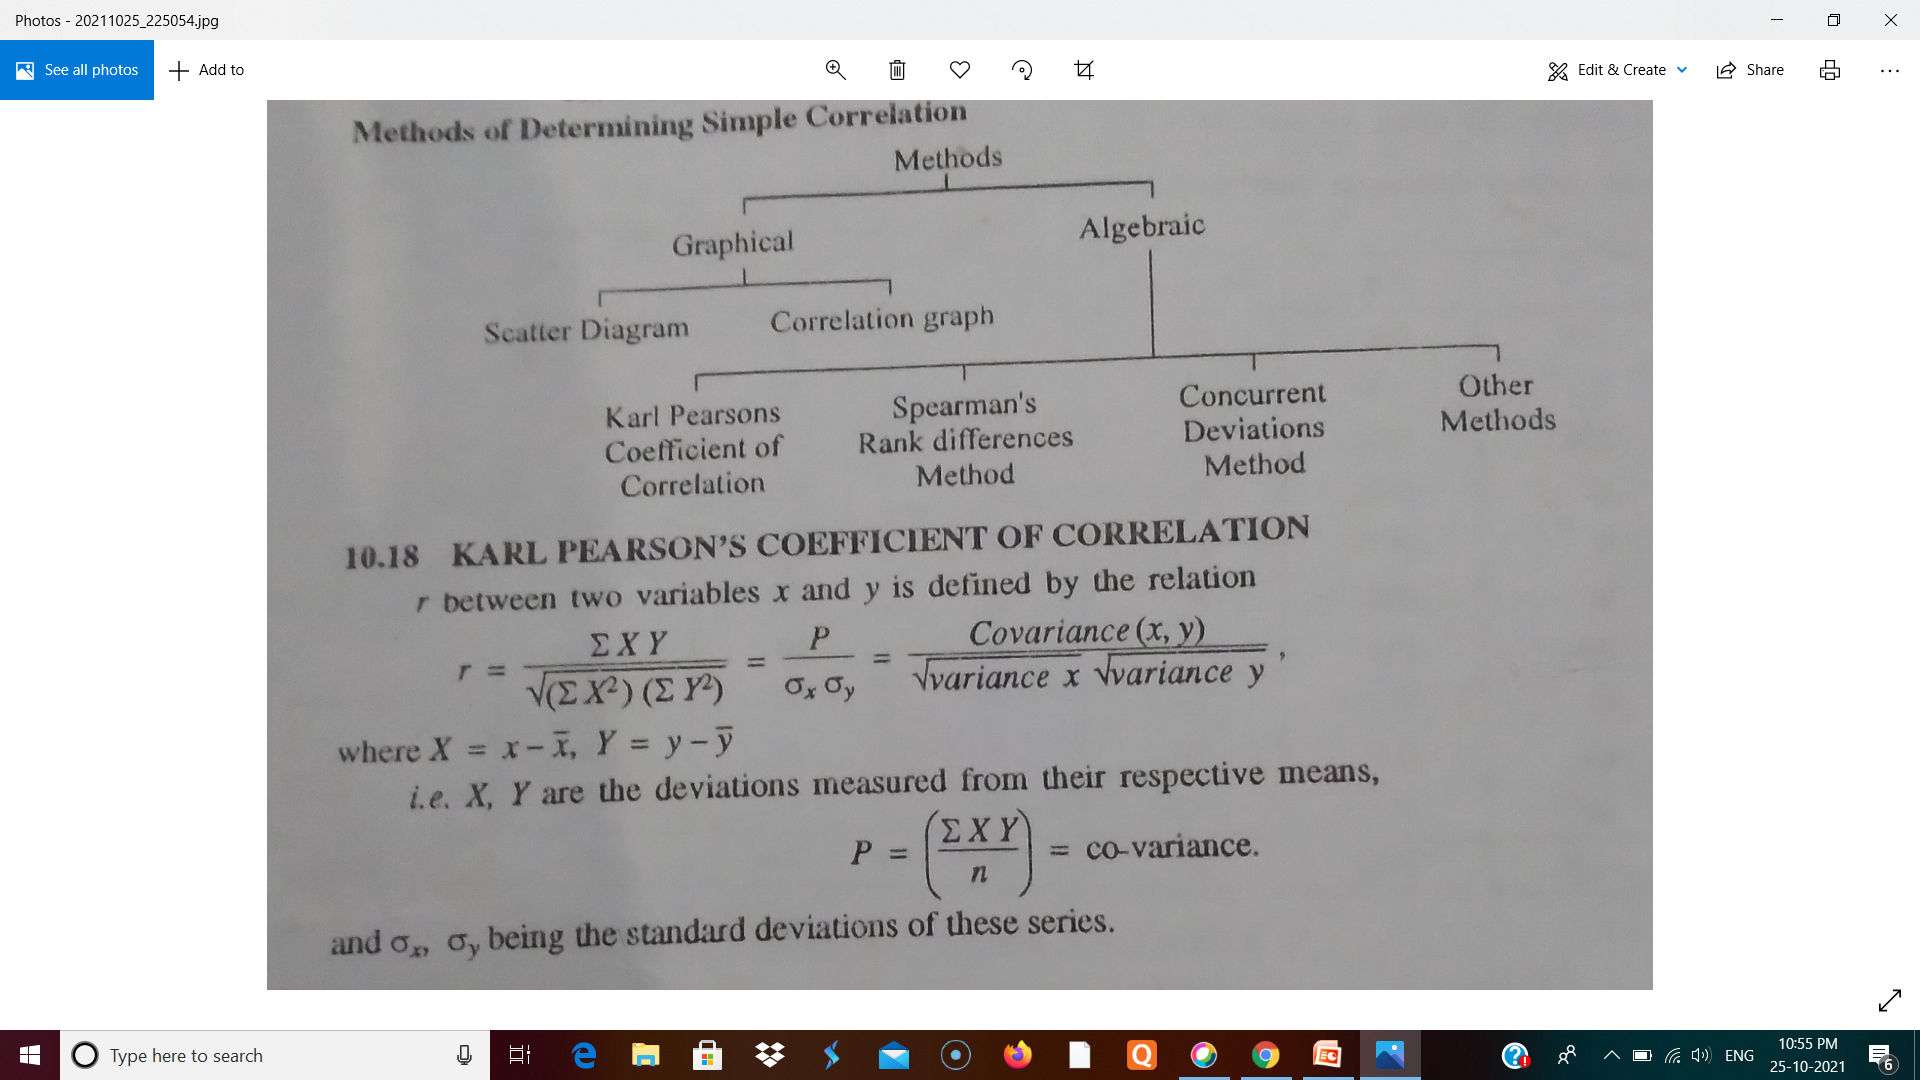 Photos - 20211025_225054.jpg
See all photos
Add to
Edit & Create
Share
Methods of Determining Simple Correlation
Methods
Graphical
Algebraic
Scatter Diagram
Correlation graph
Karl Pearsons
Coefficient of
Correlation
Spearman's
Rank differences
Method
Concurrent
Deviations
Method
Other
Methods
10.18 KARL PEARSON'S COEFFICIENT OF CORRELATION
r between two variables x and y is defined by the relation
r = Σ X Y / √(Σ X²) (Σ Y²) = P / σx σy = Covariance (x, y) / √variance x √variance y ,
where X = x – x̄, Y = y – ȳ
i.e. X, Y are the deviations measured from their respective means,
P = (Σ X Y / n) = co-variance.
and σx, σy being the standard deviations of these series.
Type here to search
ENG
10:55 PM
25-10-2021
6